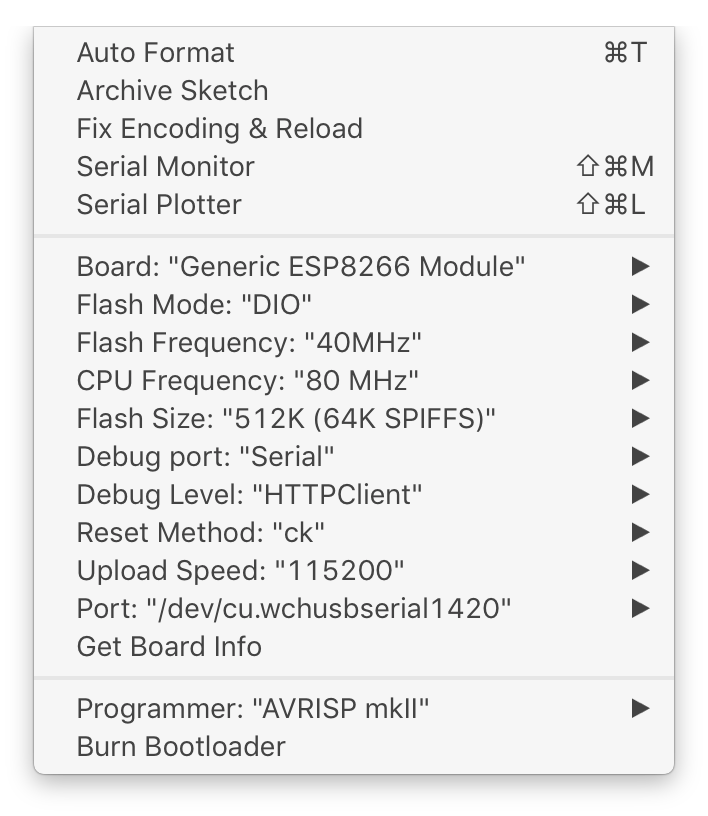 Auto Format ⌘T
Archive Sketch
Fix Encoding & Reload
Serial Monitor ⇧⌘M
Serial Plotter ⇧⌘L
Board: "Generic ESP8266 Module" ▶
Flash Mode: "DIO" ▶
Flash Frequency: "40MHz" ▶
CPU Frequency: "80 MHz" ▶
Flash Size: "512K (64K SPIFFS)" ▶
Debug port: "Serial" ▶
Debug Level: "HTTPClient" ▶
Reset Method: "ck" ▶
Upload Speed: "115200" ▶
Port: "/dev/cu.wchusbserial1420" ▶
Get Board Info
Programmer: "AVRISP mkII" ▶
Burn Bootloader